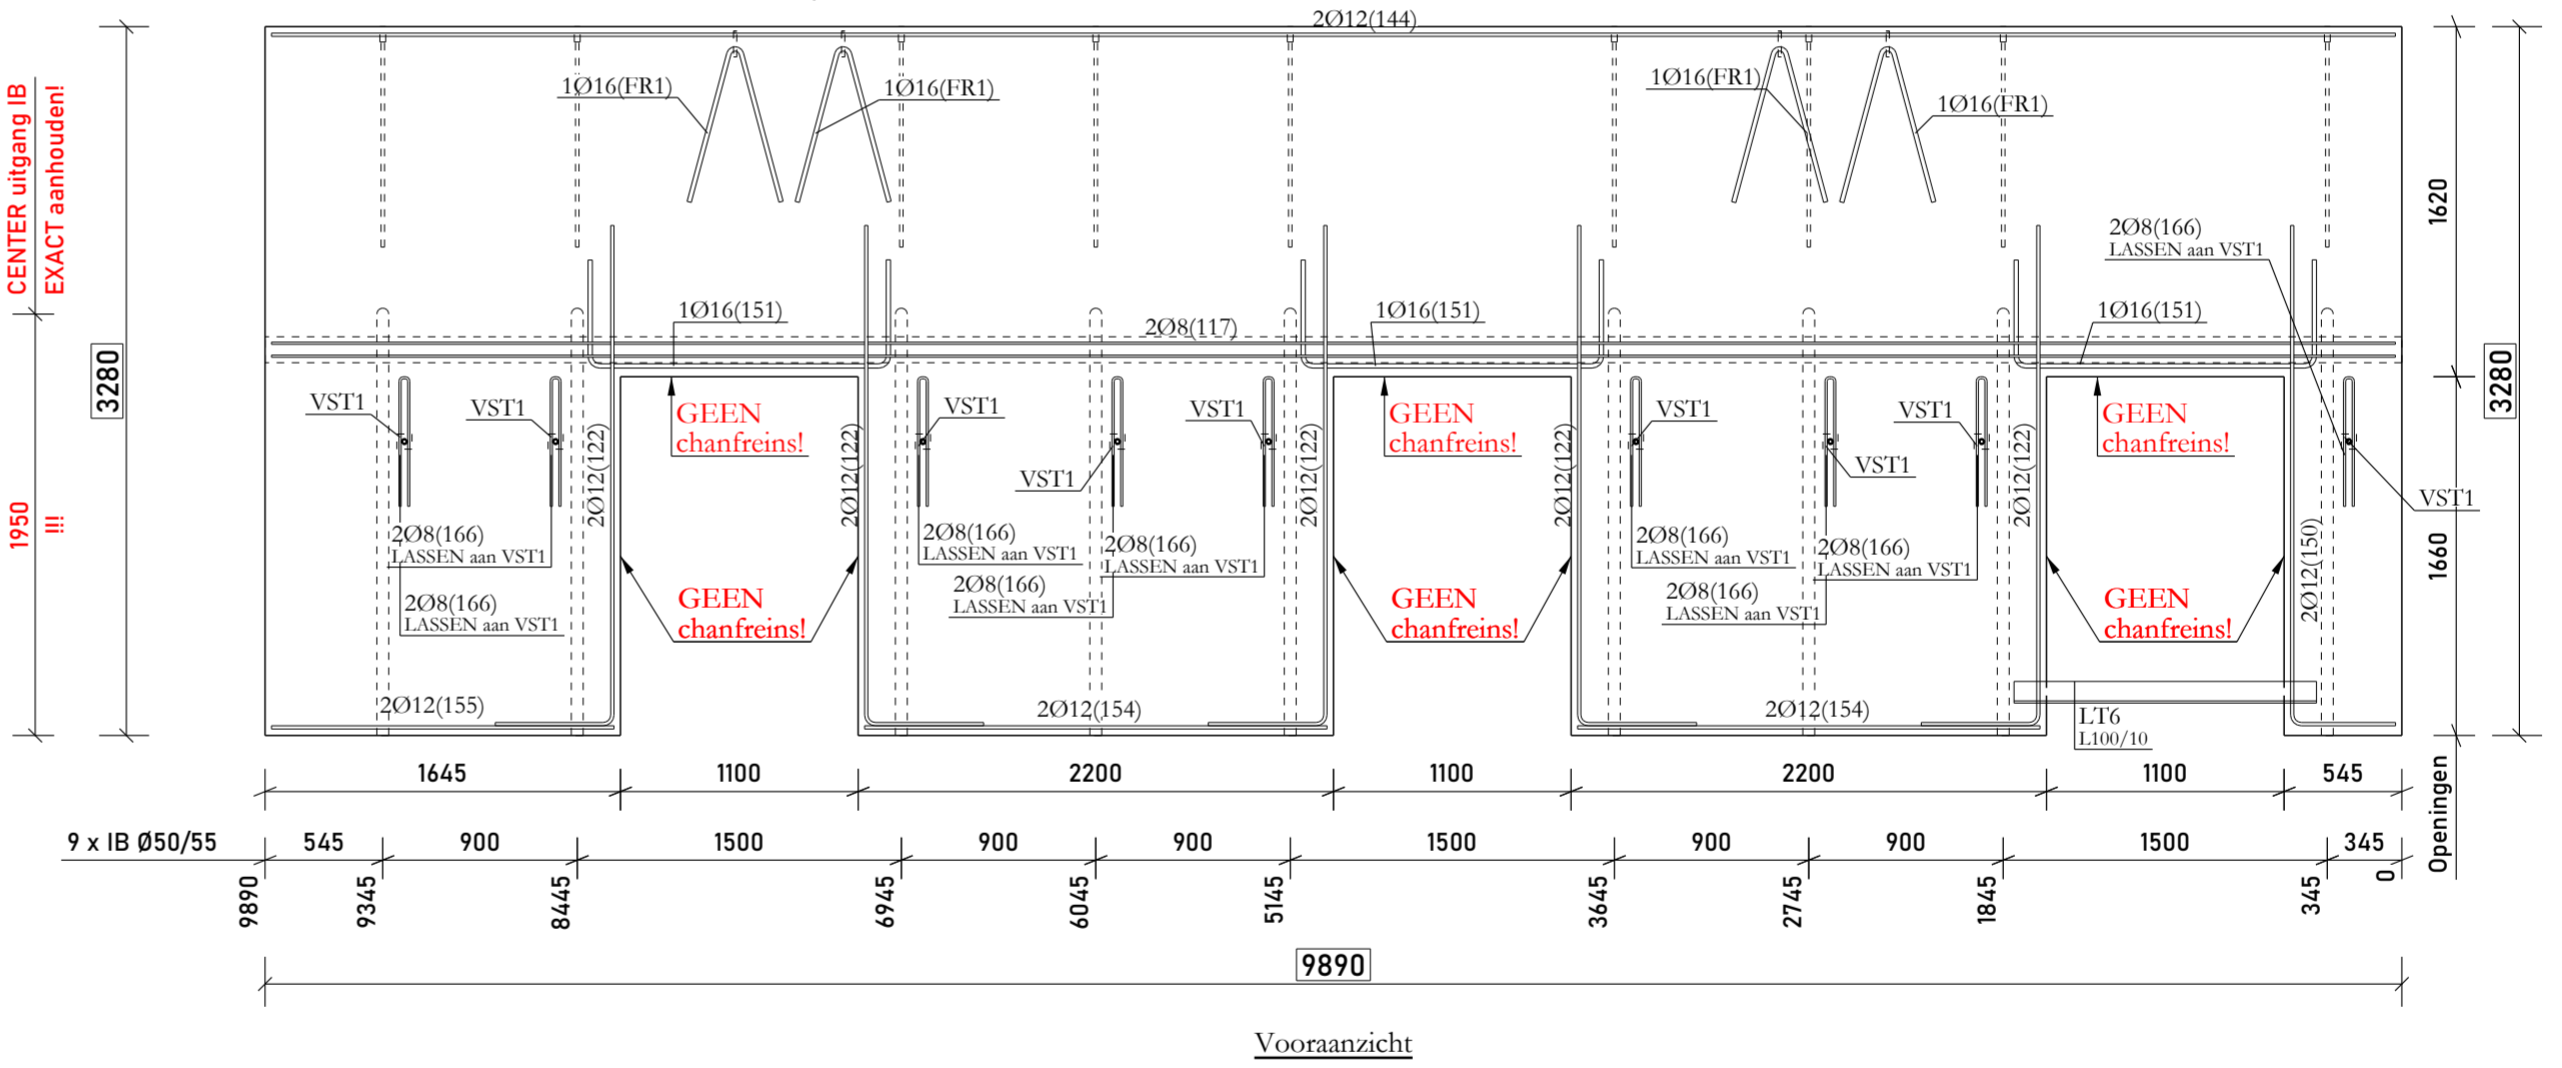 2Ø12(144)
1Ø16(FR1)
1Ø16(FR1)
1Ø16(FR1)
1Ø16(FR1)
CENTER uitgang IB
EXACT aanhouden!
1620
2Ø8(166)
LASSEN aan VST1
1Ø16(151)
2Ø8(117)
1Ø16(151)
1Ø16(151)
3280
3280
VST1
VST1
GEEN
chanfreins!
VST1
VST1
VST1
GEEN
chanfreins!
VST1
VST1
VST1
GEEN
chanfreins!
VST1
2Ø12(122)
2Ø12(122)
2Ø12(122)
2Ø12(122)
2Ø12(122)
2Ø12(150)
1950
!!!
1660
2Ø8(166)
LASSEN aan VST1
2Ø8(166)
LASSEN aan VST1
2Ø8(166)
LASSEN aan VST1
2Ø8(166)
LASSEN aan VST1
2Ø8(166)
LASSEN aan VST1
2Ø8(166)
LASSEN aan VST1
2Ø8(166)
LASSEN aan VST1
2Ø8(166)
LASSEN aan VST1
GEEN
chanfreins!
GEEN
chanfreins!
GEEN
chanfreins!
2Ø12(155)
2Ø12(154)
2Ø12(154)
LT6
L100/10
1645
1100
2200
1100
2200
1100
545
Openingen
9 x IB Ø50/55
545
900
1500
900
900
1500
900
900
1500
345
9890
9345
8445
6945
6045
5145
3645
2745
1845
345
0
9890
Vooraanzicht